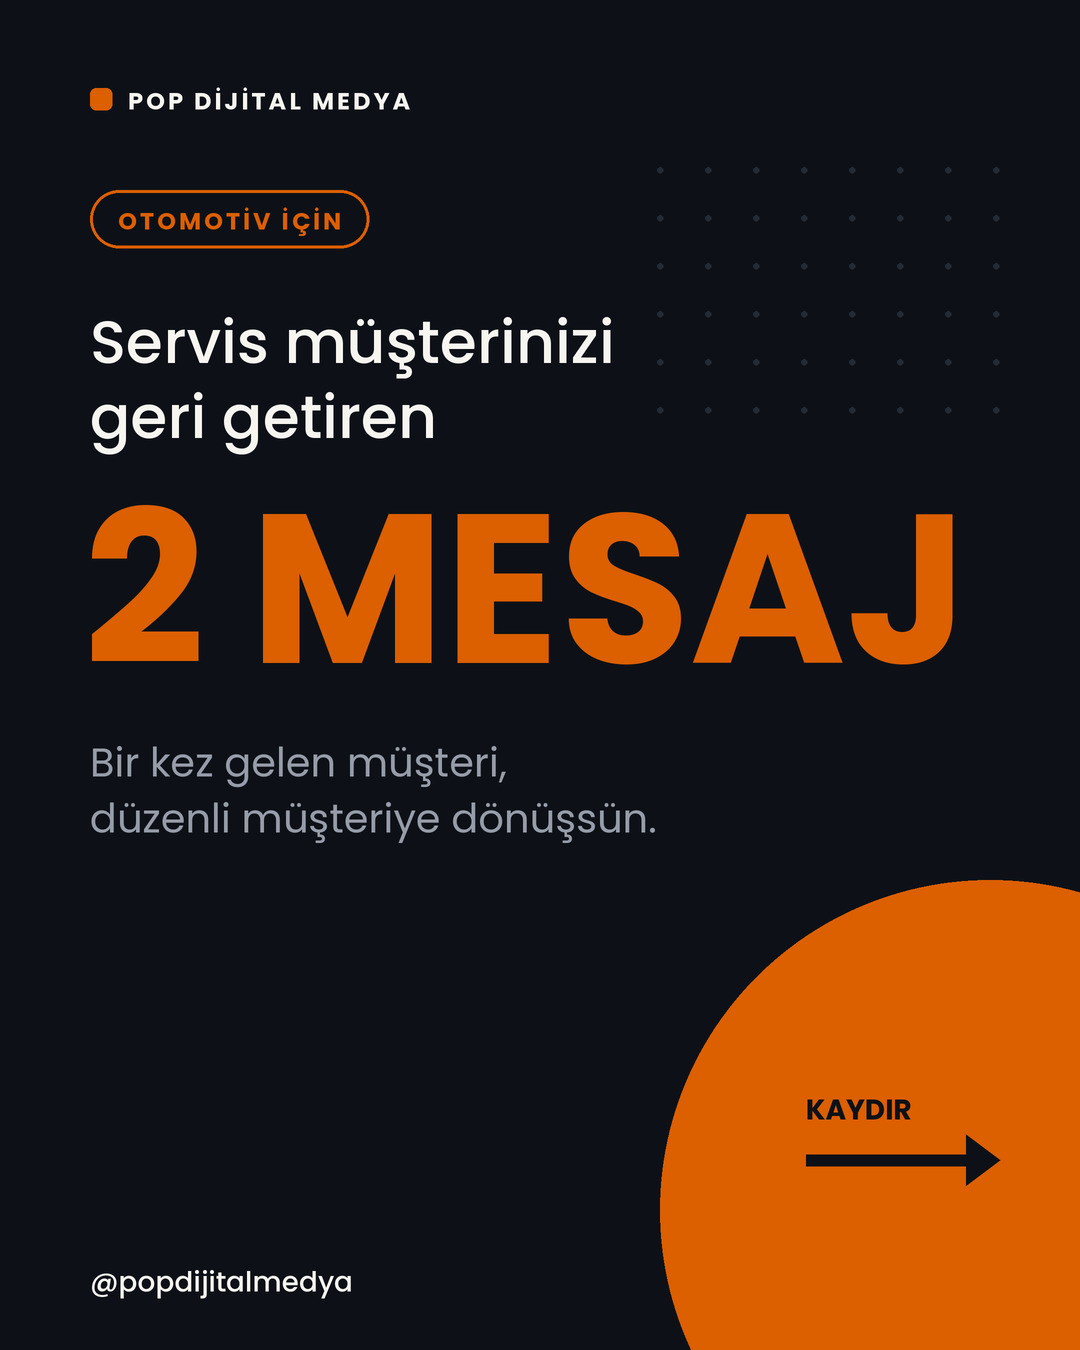 POP DİJİTAL MEDYA
OTOMOTİV İÇİN
Servis müşterinizi
geri getiren
2 MESAJ
Bir kez gelen müşteri,
düzenli müşteriye dönüşsün.
KAYDIR
@popdijitalmedya